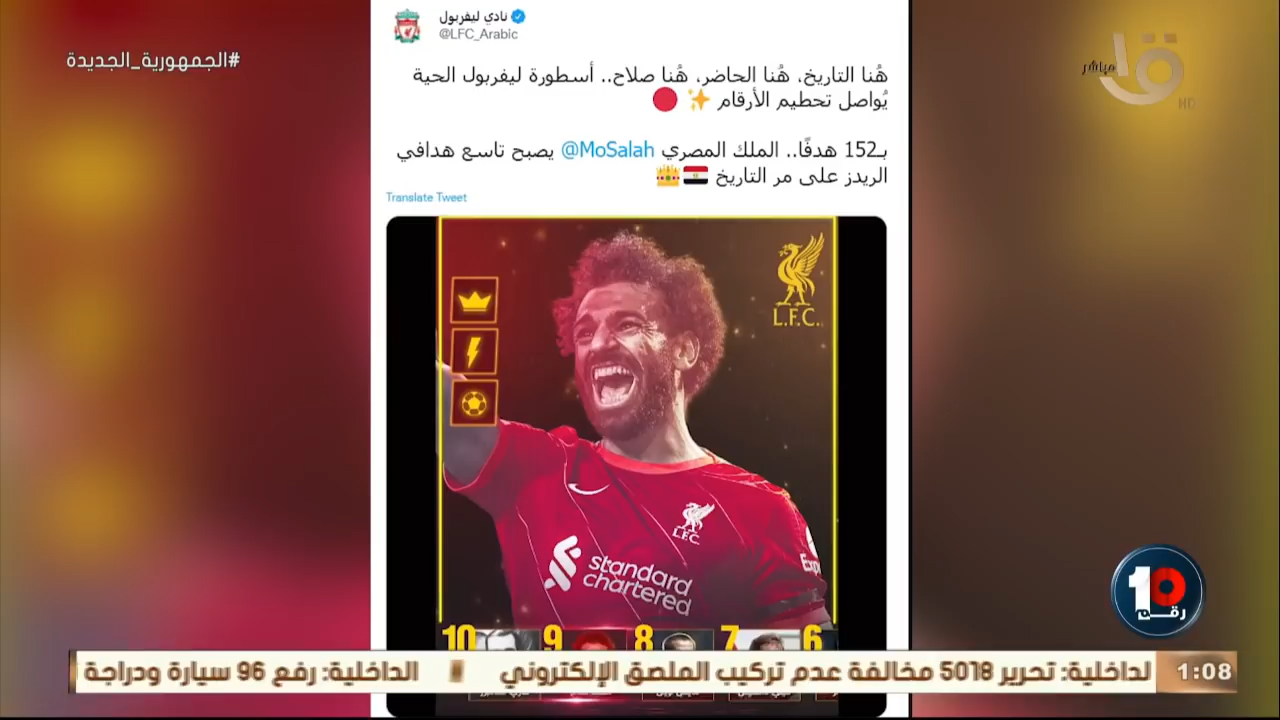 #الجمهورية_الجديدة
مباشر
HD
نادي ليفربول
@LFC_Arabic
هُنا التاريخ، هُنا الحاضر، هُنا صلاح.. أسطورة ليفربول الحية
يُواصل تحطيم الأرقام ✨ 🔴
بـ152 هدفًا.. الملك المصري @MoSalah يصبح تاسع هدافي
الريدز على مر التاريخ 🇪🇬👑
Translate Tweet
L.F.C.
L.F.C.
standard
chartered
10 9 8 7 6
رقم 10
لداخلية: تحرير 5018 مخالفة عدم تركيب الملصق الإلكتروني
الداخلية: رفع 96 سيارة ودراجة
1:08